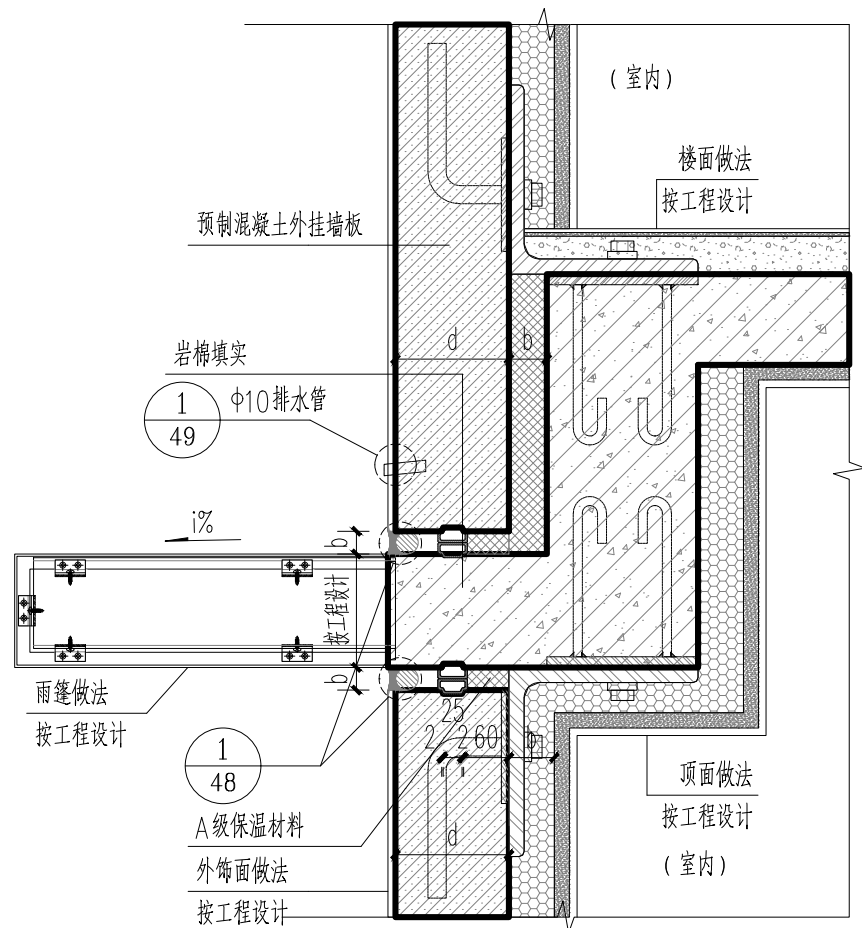 （室内）
楼面做法
按工程设计
预制混凝土外挂墙板
d
b
岩棉填实
1
49
Φ10排水管
i%
b
按工程设计
b
雨篷做法
按工程设计
25
2
2
60
b
1
48
顶面做法
按工程设计
A级保温材料
d
外饰面做法
按工程设计
（室内）